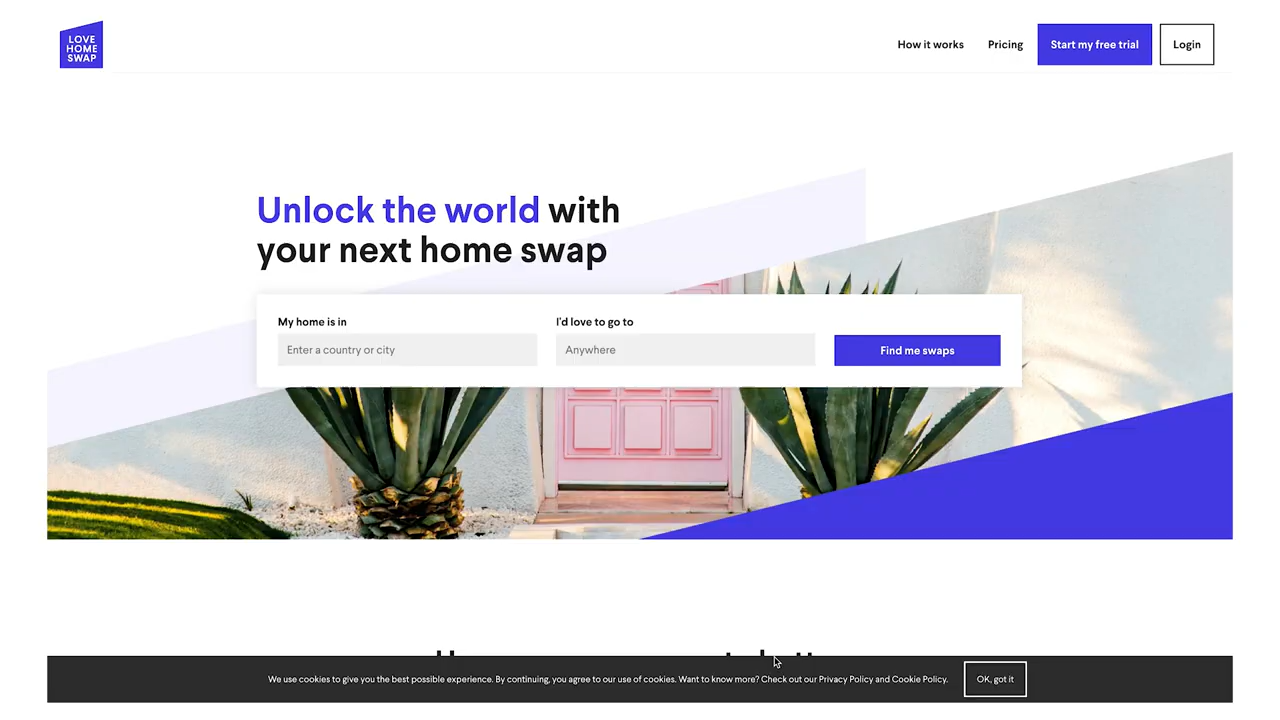 LOVE
HOME
SWAP
How it works
Pricing
Start my free trial
Login
Unlock the world with
your next home swap
My home is in
I'd love to go to
Enter a country or city
Anywhere
Find me swaps
We use cookies to give you the best possible experience. By continuing, you agree to our use of cookies. Want to know more? Check out our Privacy Policy and Cookie Policy.
OK, got it